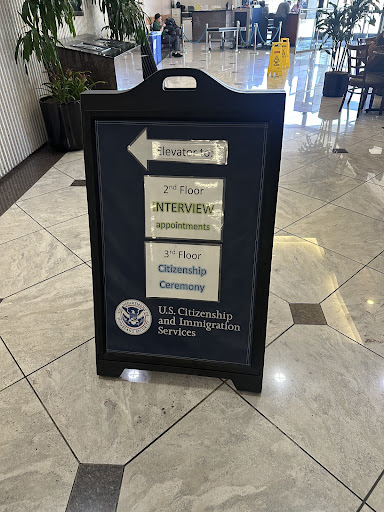 Elevator to:
2nd Floor
INTERVIEW
appointments
3rd Floor
Citizenship
Ceremony
U.S. Citizenship
and Immigration
Services